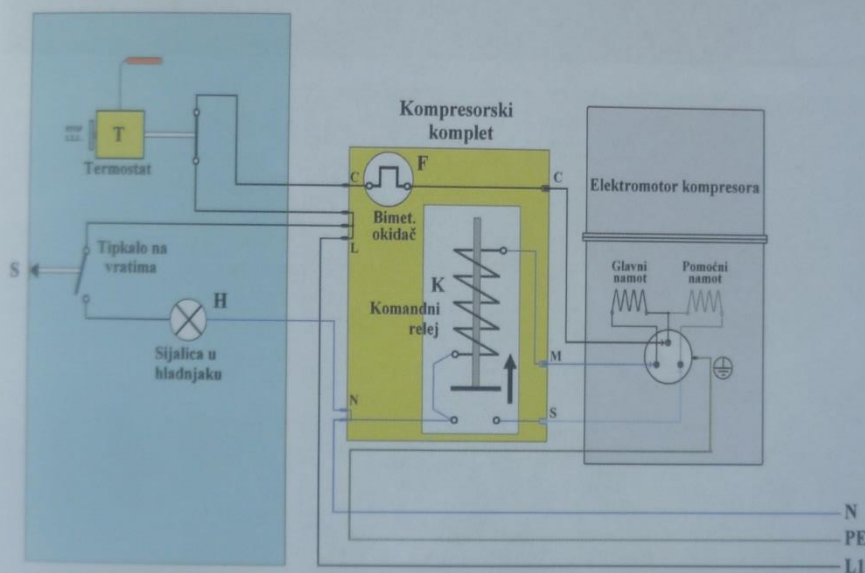 Kompresorski
komplet
T
Termostat
F
C
C
Bimet.
okidač
L
Elektromotor kompresora
S
Tipkalo na
vratima
H
Sijalica u
hladnjaku
K
Komandni
relej
Glavni
namot
Pomoćni
namot
M
N
S
N
PE
L1